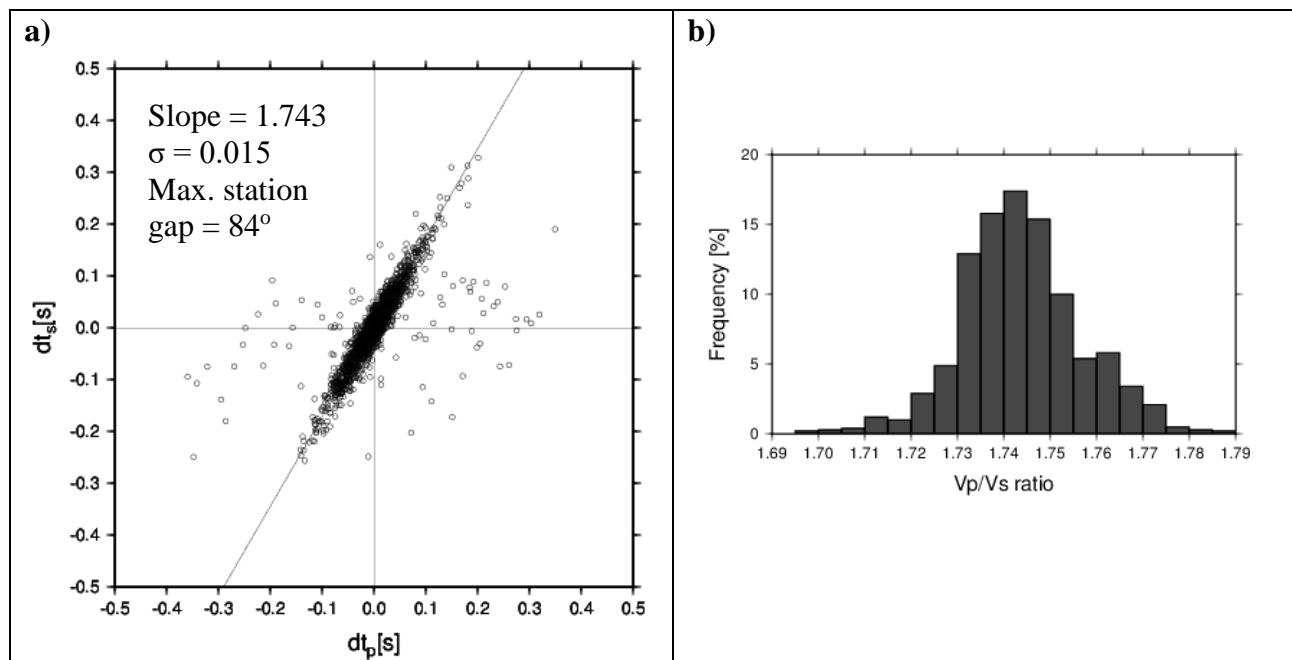 a)
Slope = 1.743
σ = 0.015
Max. station
gap = 84°
0.5
0.4
0.3
0.2
0.1
0.0
-0.1
-0.2
-0.3
-0.4
-0.5
dtₛ[s]
-0.5 -0.4 -0.3 -0.2 -0.1 0.0 0.1 0.2 0.3 0.4 0.5
dtₚ[s]
b)
20
15
10
5
0
Frequency [%]
1.69 1.70 1.71 1.72 1.73 1.74 1.75 1.76 1.77 1.78 1.79
Vp/Vs ratio